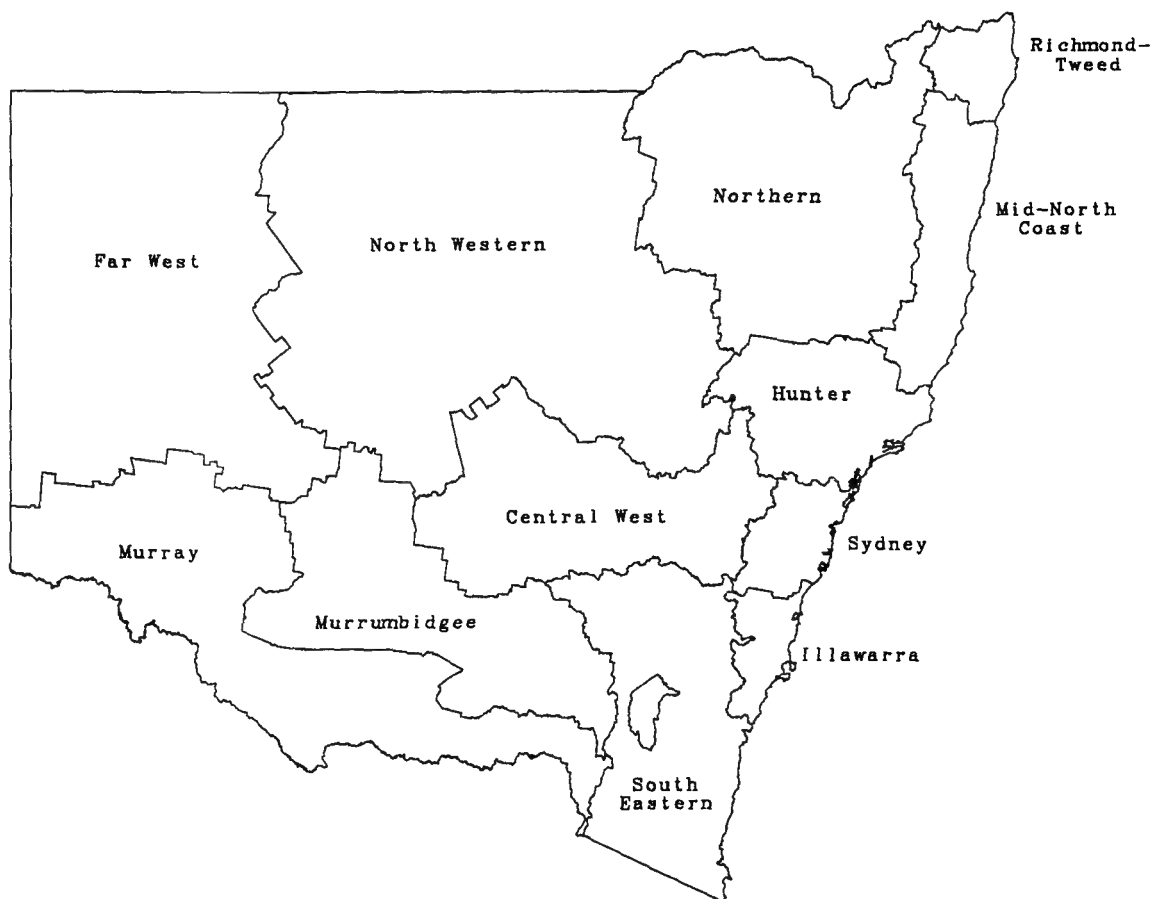 Richmond-
Tweed
Northern
Mid-North
Coast
North Western
Far West
Hunter
Central West
Sydney
Murray
Murrumbidgee
Illawarra
South
Eastern